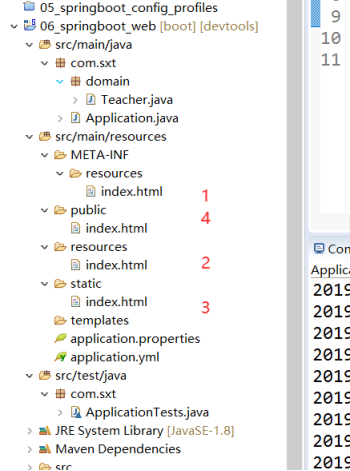 05_springboot_config_profiles
06_springboot_web [boot] [devtools]
src/main/java
com.sxt
domain
Teacher.java
Application.java
src/main/resources
META-INF
resources
index.html 1
public 4
index.html
resources
index.html 2
static
index.html 3
templates
application.properties
application.yml
src/test/java
com.sxt
ApplicationTests.java
JRE System Library [JavaSE-1.8]
Maven Dependencies
src
9
10
11
Con
Applica
2019
2019
2019
2019
2019
2019
2019
2019
2019